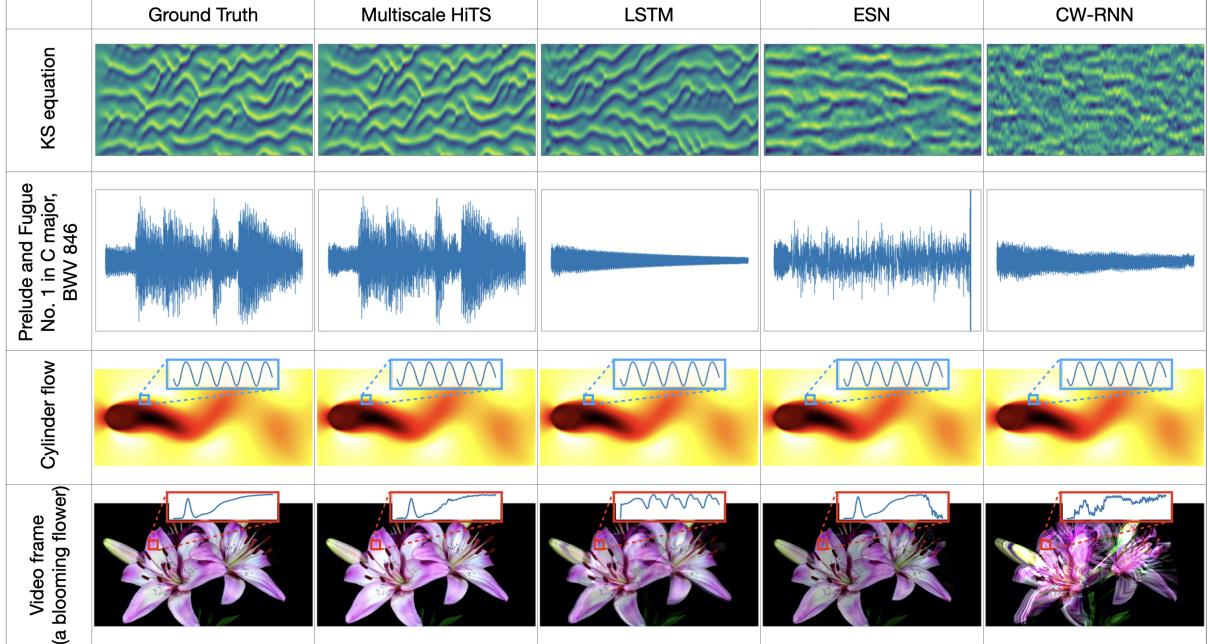 Ground Truth
Multiscale HiTS
LSTM
ESN
CW-RNN
KS equation
Prelude and Fugue
No. 1 in C major,
BWV 846
Cylinder flow
Video frame
(a blooming flower)